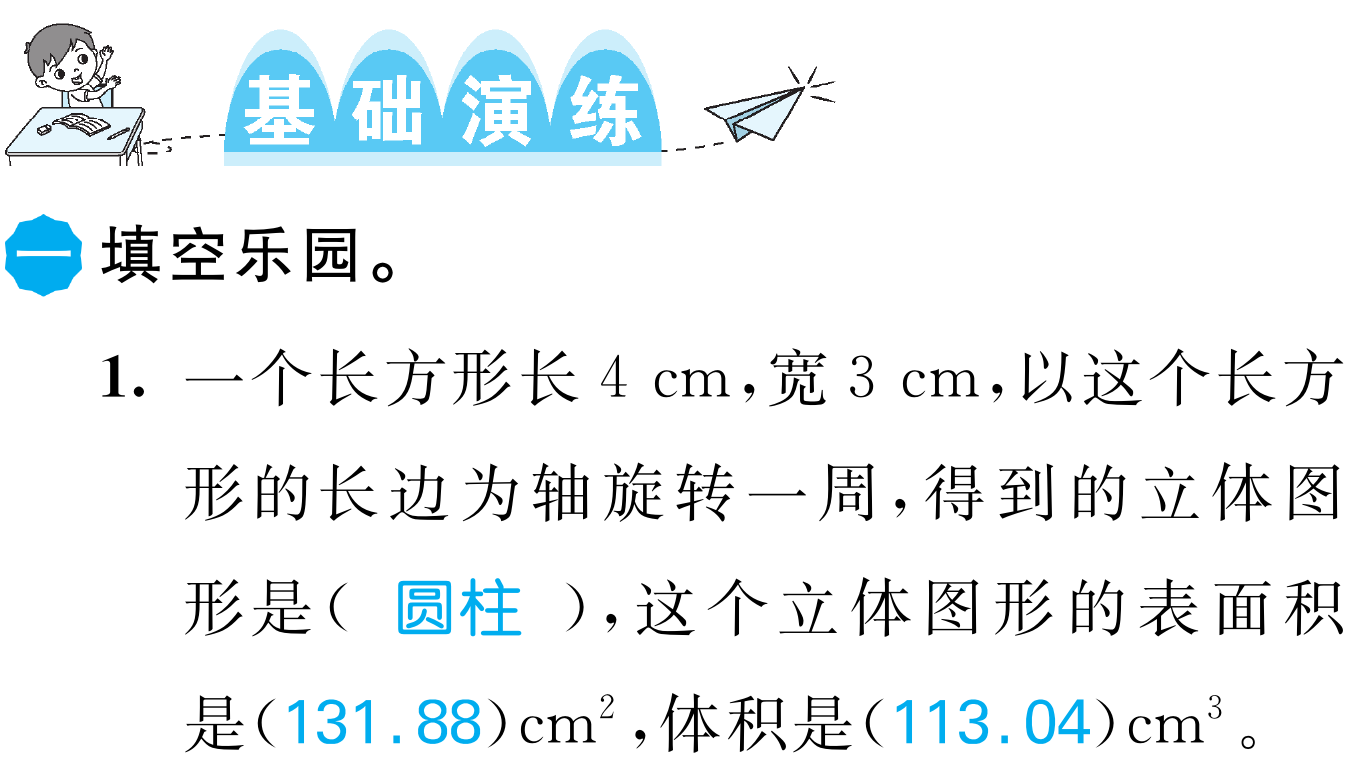 基础演练
一 填空乐园。
1. 一个长方形长 4 cm,宽 3 cm,以这个长方
形的长边为轴旋转一周,得到的立体图
形是( 圆柱 ),这个立体图形的表面积
是(131.88)cm²,体积是(113.04)cm³。